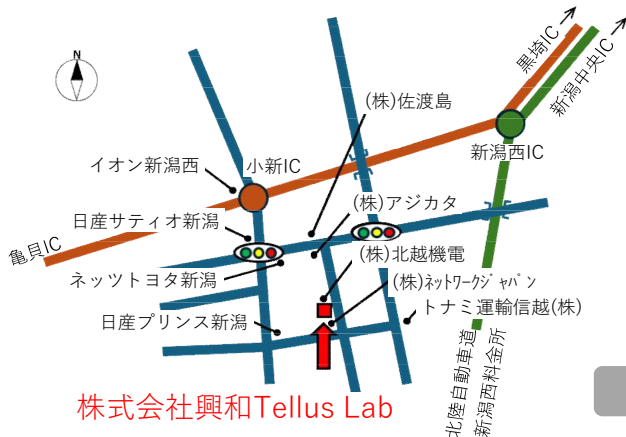 N
黒埼IC
新潟中央IC
(株)佐渡島
新潟西IC
イオン新潟西
小新IC
(株)アジカタ
日産サティオ新潟
(株)北越機電
亀貝IC
ネッツトヨタ新潟
(株)ﾈｯﾄﾜｰｸｼﾞｬﾊﾟﾝ
トナミ運輸信越(株)
日産プリンス新潟
北陸自動車道
新潟西料金所
株式会社興和Tellus Lab